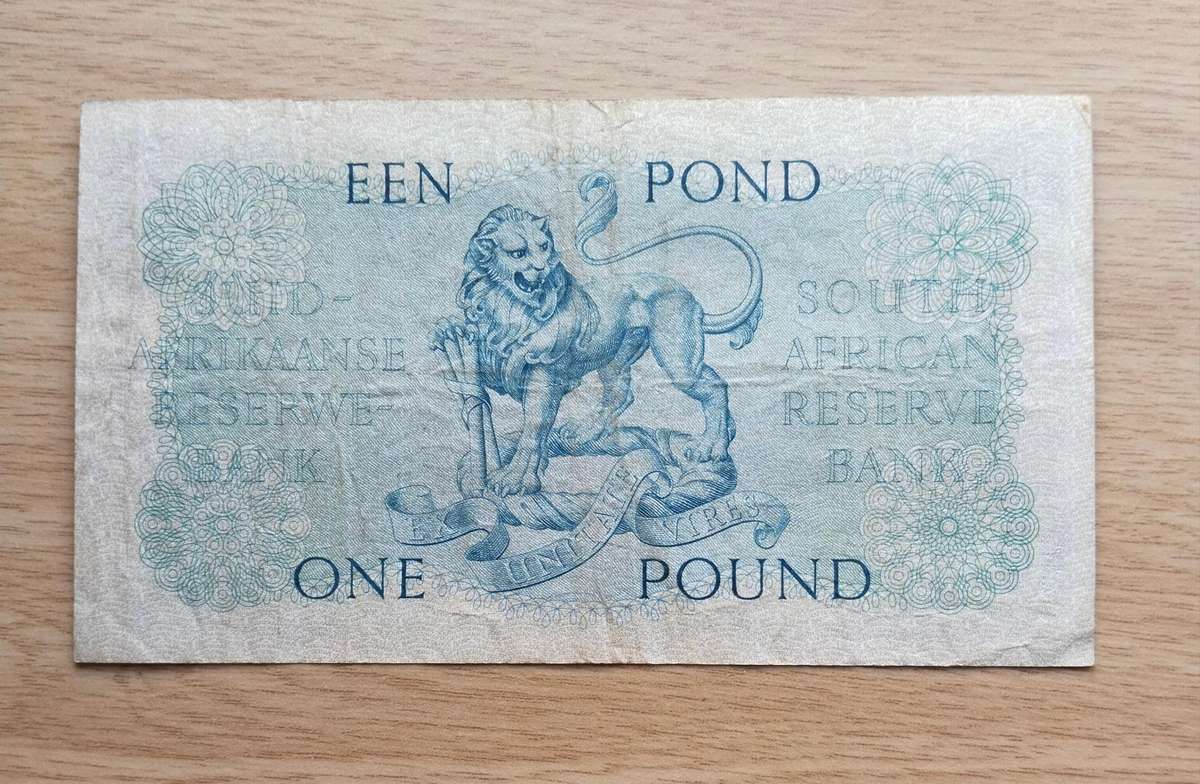 EEN POND
SUID-
AFRIKAANSE
RESERWE-
BANK
SOUTH
AFRICAN
RESERVE
BANK
EX UNITATE VIRES
ONE POUND